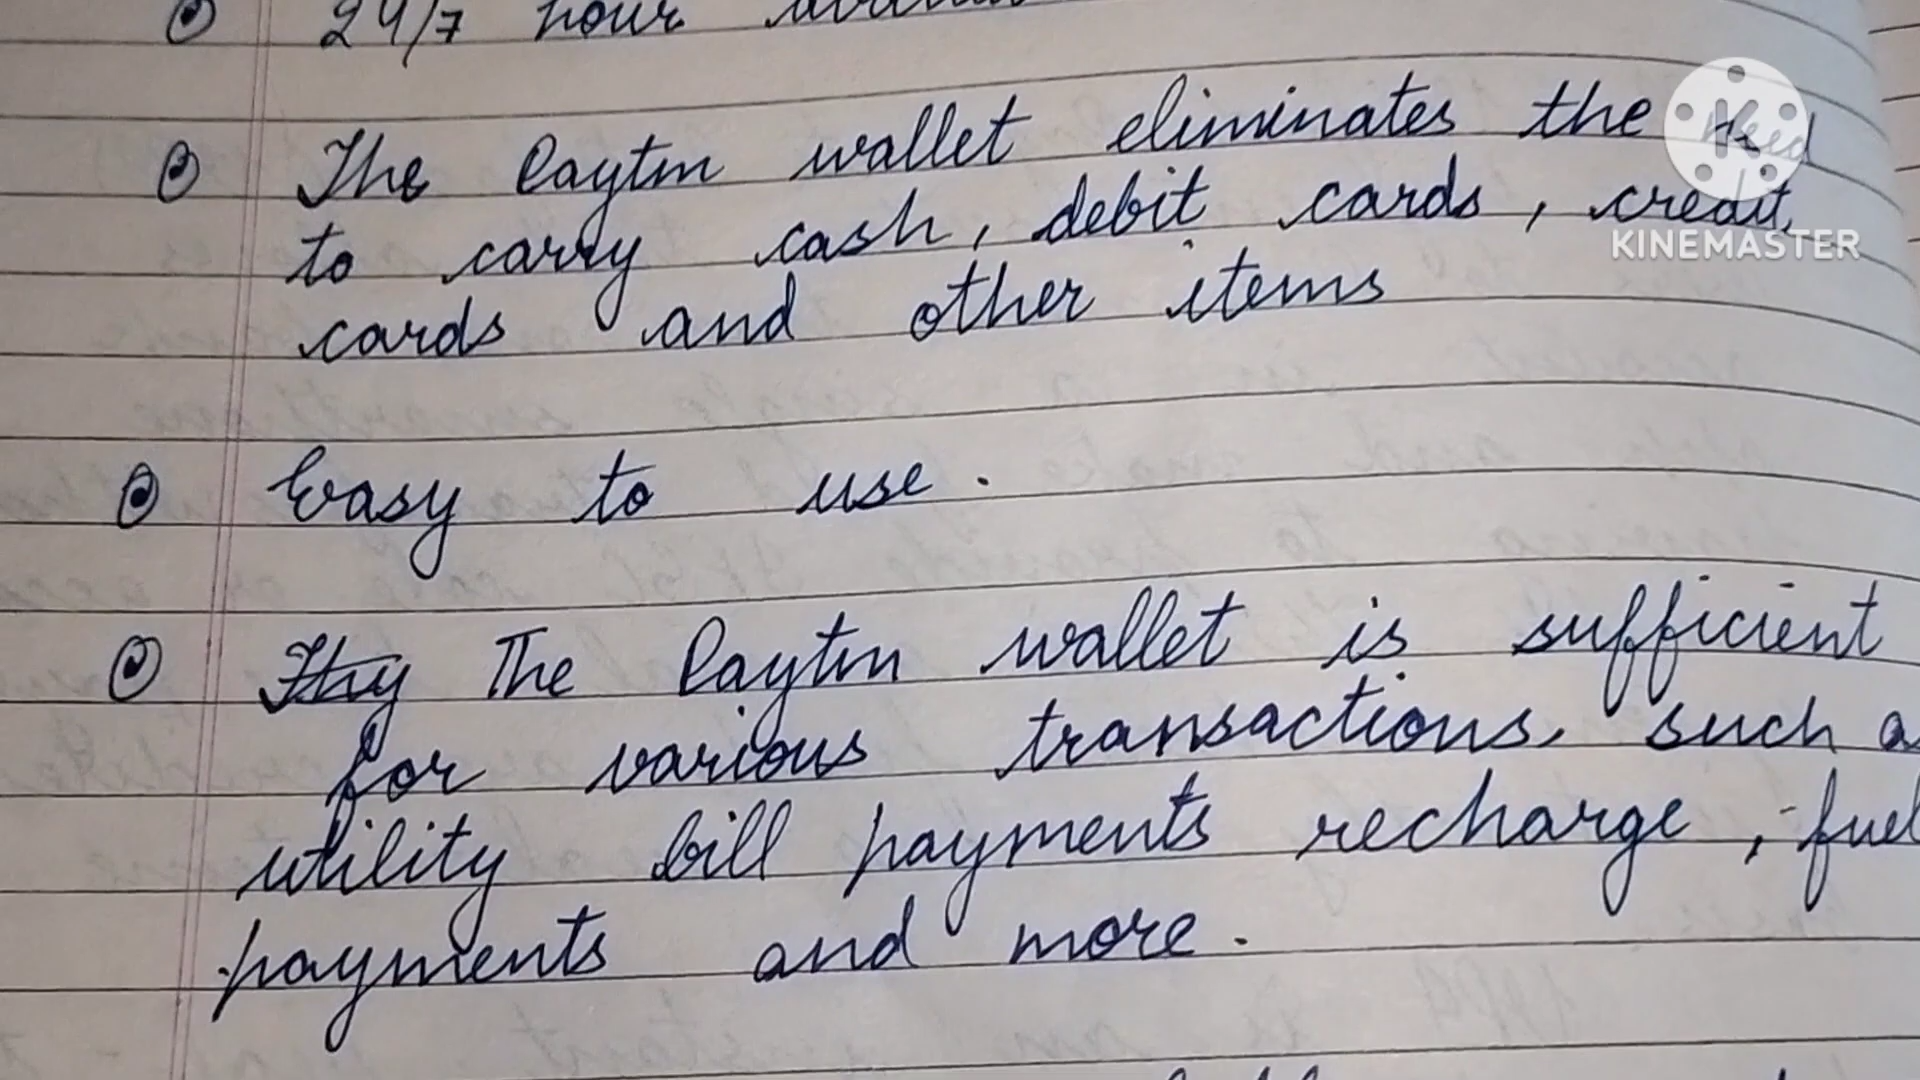 24/7 hour
The Paytm wallet eliminates the need
to carry cash, debit cards, credit
cards and other items
Easy to use.
The Paytm wallet is sufficient
for various transactions, such as
utility bill payments recharge, fuel
payments and more.
K
KINEMASTER